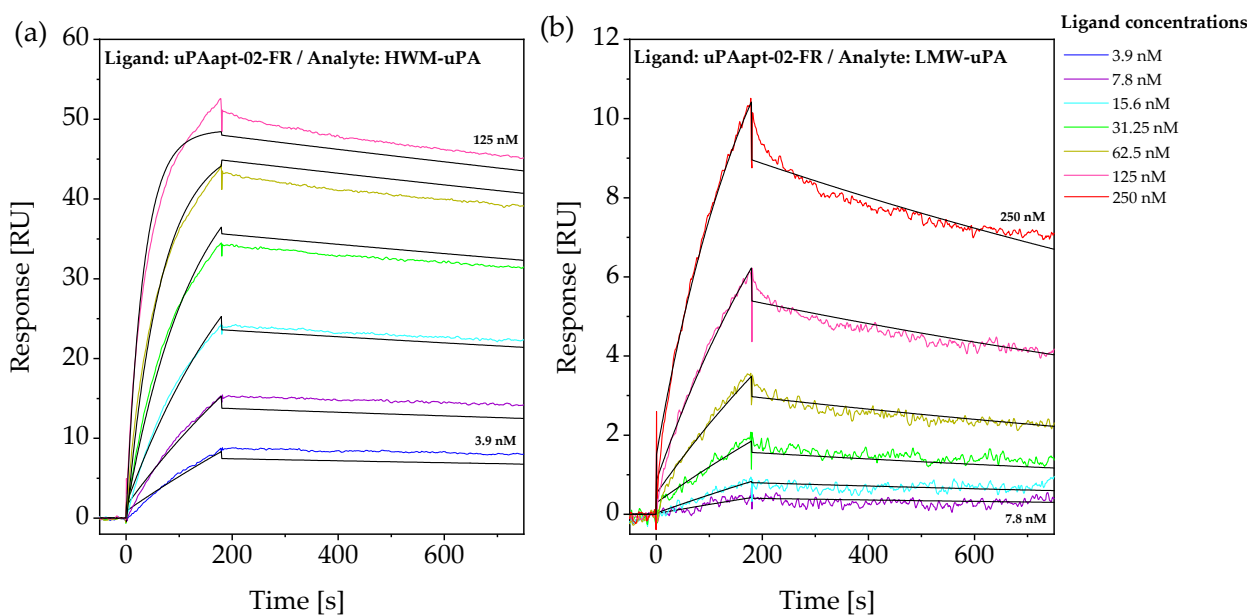 (a)
Ligand: uPAapt-02-FR / Analyte: HWM-uPA
Response [RU]
60
50
40
30
20
10
0
125 nM
3.9 nM
0
200
400
600
Time [s]
(b)
Ligand: uPAapt-02-FR / Analyte: LMW-uPA
Response [RU]
12
10
8
6
4
2
0
250 nM
7.8 nM
0
200
400
600
Time [s]
Ligand concentrations
3.9 nM
7.8 nM
15.6 nM
31.25 nM
62.5 nM
125 nM
250 nM